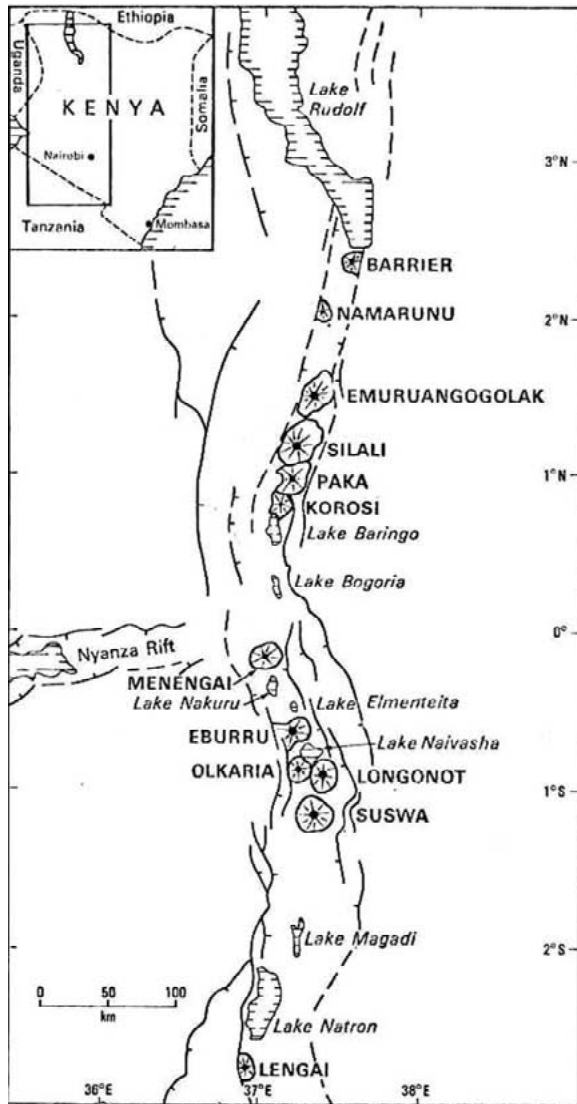 Ethiopia
Uganda
KENYA
Somalia
Nairobi
Tanzania
Mombasa
Lake
Rudolf
3°N
BARRIER
NAMARUNU
2°N
EMURUANGOGOLAK
SILALI
PAKA
1°N
KOROSI
Lake Baringo
Lake Bogoria
0°
Nyanza Rift
MENENGAI
Lake Nakuru
Lake Elmenteita
EBURRU
Lake Naivasha
OLKARIA
LONGONOT
1°S
SUSWA
Lake Magadi
2°S
0 50 100
km
Lake Natron
LENGAI
36°E 37°E 38°E